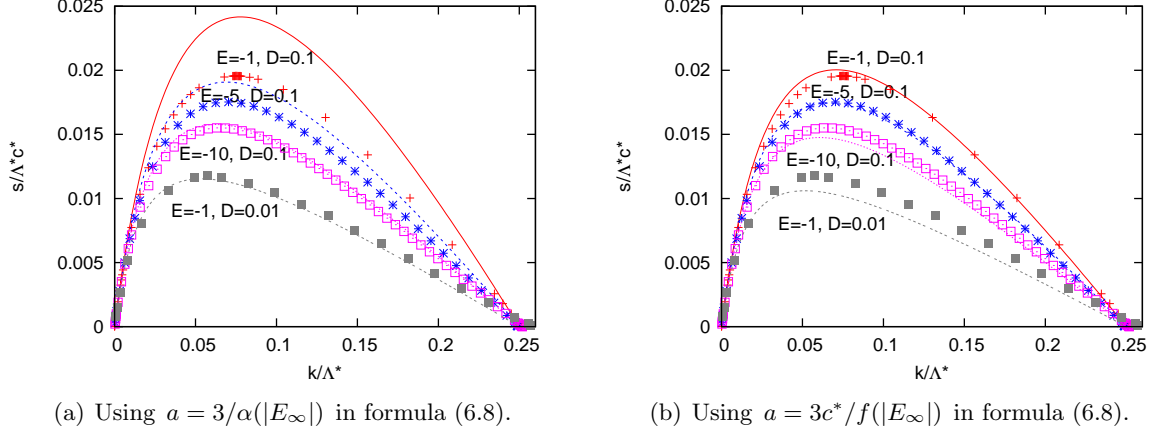 0.025
0.02
0.015
0.01
0.005
0
s/Λ*c*
E=-1, D=0.1
E=-5, D=0.1
E=-10, D=0.1
E=-1, D=0.01
0 0.05 0.1 0.15 0.2 0.25
k/Λ*
(a) Using a = 3/α(|E∞|) in formula (6.8).
0.025
0.02
0.015
0.01
0.005
0
s/Λ*c*
E=-1, D=0.1
E=-5, D=0.1
E=-10, D=0.1
E=-1, D=0.01
0 0.05 0.1 0.15 0.2 0.25
k/Λ*
(b) Using a = 3c*/f(|E∞|) in formula (6.8).